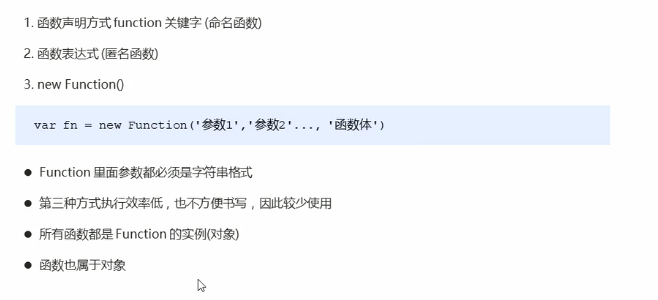 1. 函数声明方式 function 关键字 (命名函数)
2. 函数表达式 (匿名函数)
3. new Function()
var fn = new Function('参数1','参数2'..., '函数体')
● Function 里面参数都必须是字符串格式
● 第三种方式执行效率低，也不方便书写，因此较少使用
● 所有函数都是 Function 的实例(对象)
● 函数也属于对象